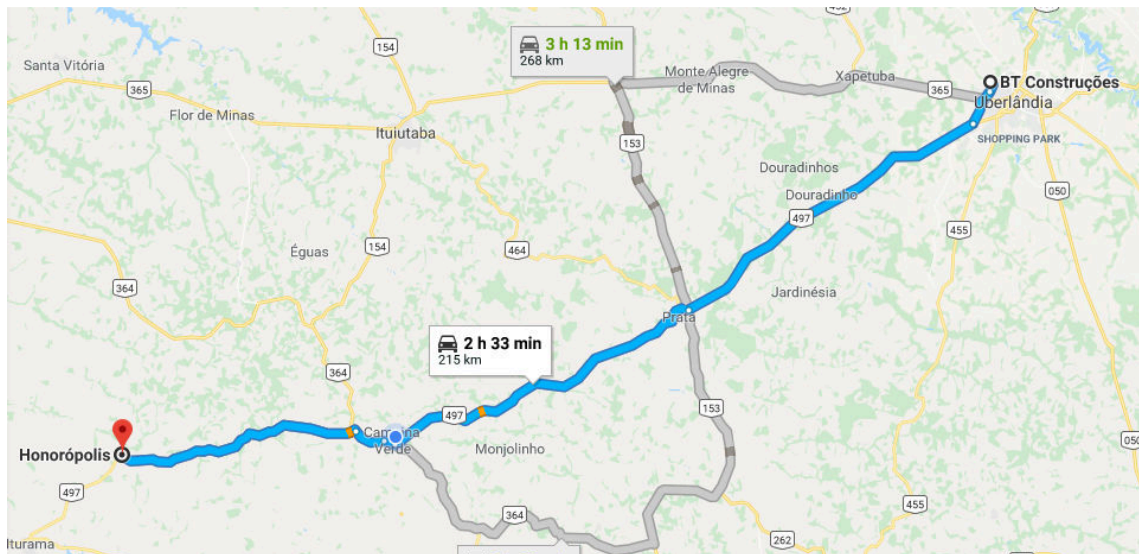 452
154
3 h 13 min
268 km
Santa Vitória
365
Monte Alegre
de Minas
Xapetuba
365
BT Construções
Uberlândia
Flor de Minas
Ituiutaba
153
SHOPPING PARK
Douradinhos
Douradinho
050
497
455
Éguas
154
464
364
Jardinésia
Prata
2 h 33 min
215 km
364
497
153
Campina
Verde
Monjolinho
Honorópolis
497
050
455
364
262
Iturama